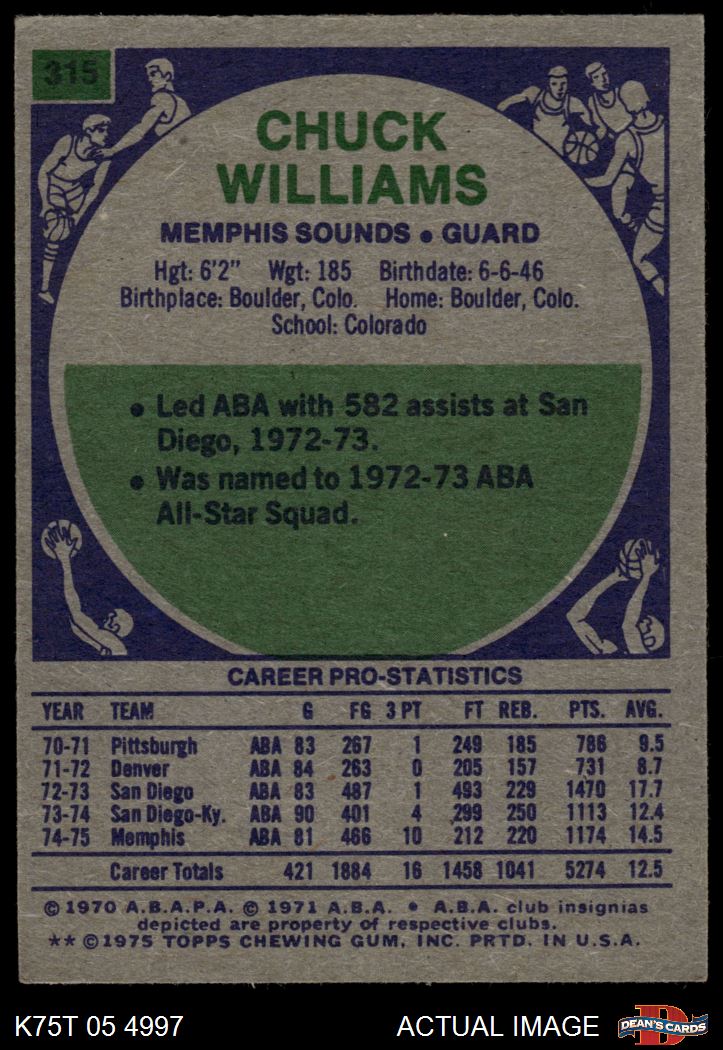 315
CHUCK
WILLIAMS
MEMPHIS SOUNDS • GUARD
Hgt: 6'2" Wgt: 185 Birthdate: 6-6-46
Birthplace: Boulder, Colo. Home: Boulder, Colo.
School: Colorado
• Led ABA with 582 assists at San
Diego, 1972-73.
• Was named to 1972-73 ABA
All-Star Squad.
CAREER PRO-STATISTICS
YEAR TEAM G FG 3 PT FT REB. PTS. AVG.
70-71 Pittsburgh ABA 83 267 1 249 185 786 9.5
71-72 Denver ABA 84 263 0 205 157 731 8.7
72-73 San Diego ABA 83 487 1 493 229 1470 17.7
73-74 San Diego-Ky. ABA 90 401 4 299 250 1113 12.4
74-75 Memphis ABA 81 466 10 212 220 1174 14.5
Career Totals 421 1884 16 1458 1041 5274 12.5
© 1970 A.B.A.P.A. © 1971 A.B.A. • A.B.A. club insignias
depicted are property of respective clubs.
** ©1975 TOPPS CHEWING GUM, INC. PRTD. IN U.S.A.
K75T 05 4997 ACTUAL IMAGE D DEAN'S CARDS